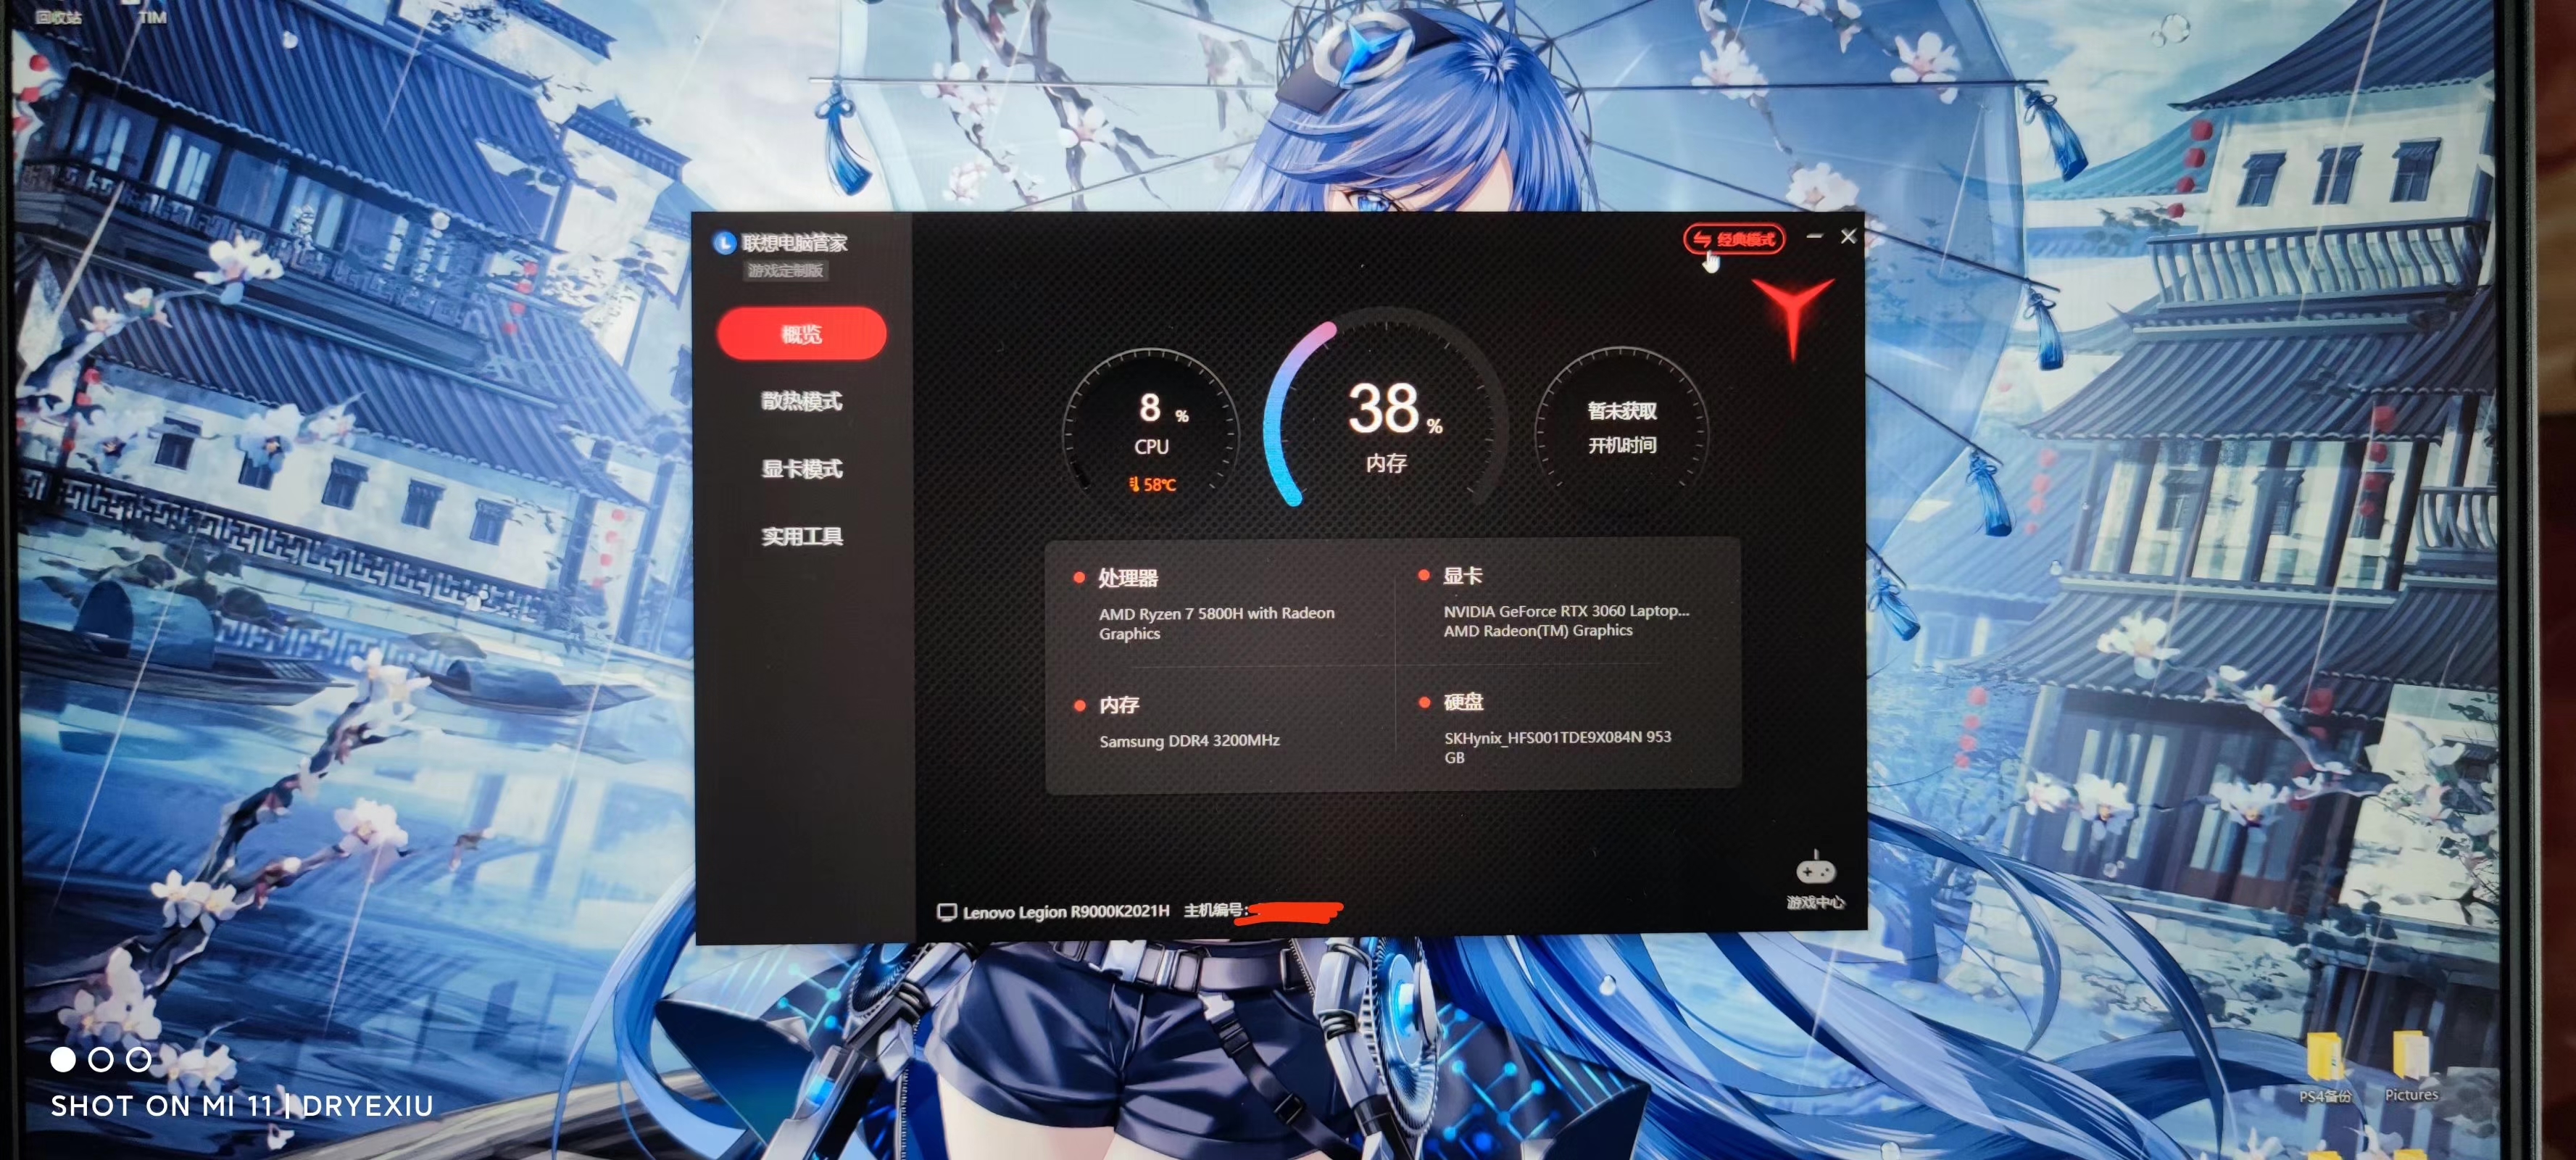 回收站
TIM
联想电脑管家
游戏定制版
经典模式
概览
散热模式
显卡模式
实用工具
8 %
CPU
58℃
38 %
内存
暂未获取
开机时间
处理器
AMD Ryzen 7 5800H with Radeon
Graphics
显卡
NVIDIA GeForce RTX 3060 Laptop...
AMD Radeon(TM) Graphics
内存
Samsung DDR4 3200MHz
硬盘
SKHynix_HFS001TDE9X084N 953
GB
Lenovo Legion R9000K2021H 主机编号:
游戏中心
PS4备份
Pictures
SHOT ON MI 11 | DRYEXIU